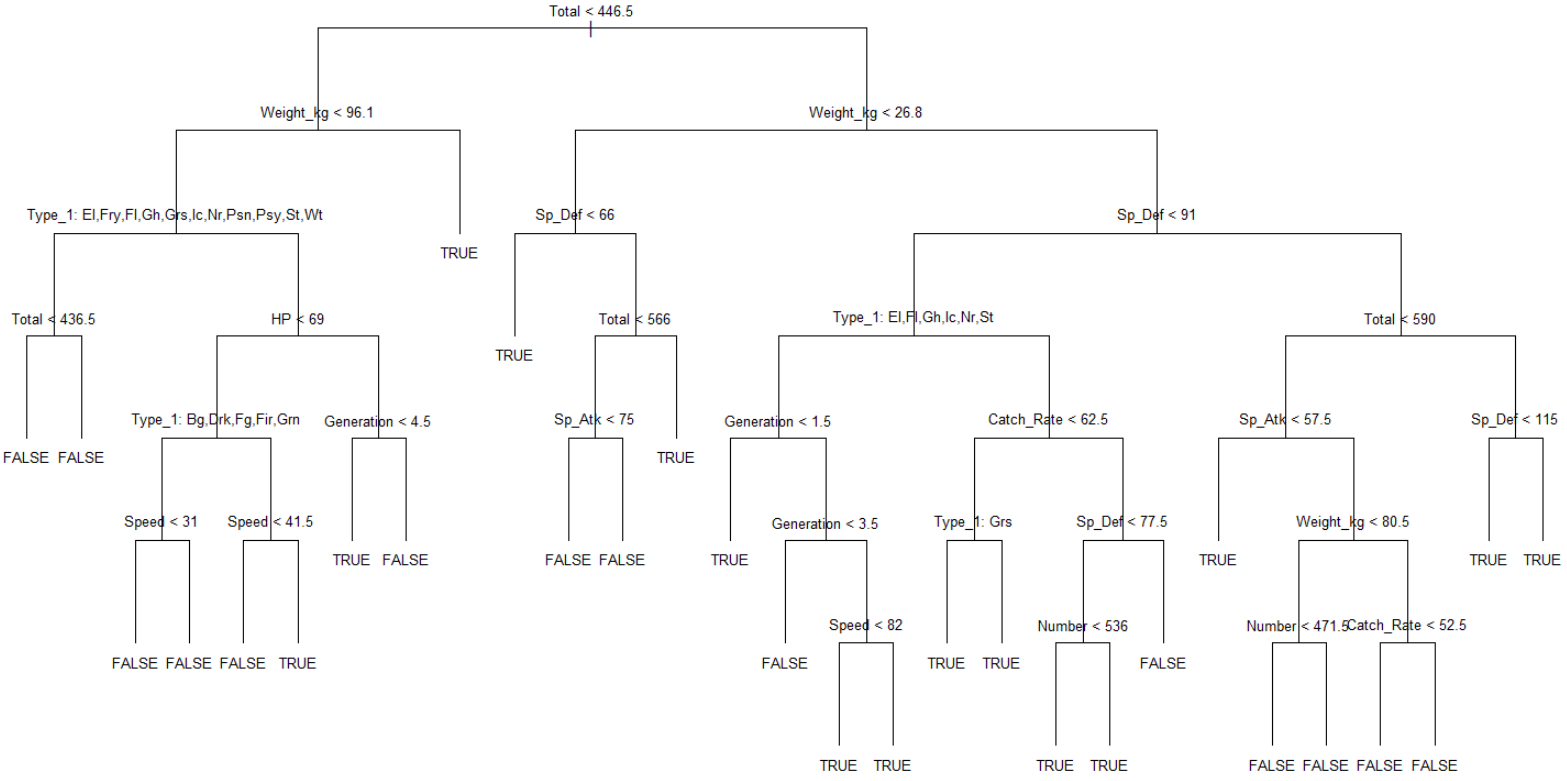 Total < 446.5
Weight_kg < 96.1
Weight_kg < 26.8
Type_1: El,Fry,Fl,Gh,Grs,Ic,Nr,Psn,Psy,St,Wt
Sp_Def < 66
Sp_Def < 91
TRUE
Total < 436.5
HP < 69
Total < 566
Type_1: El,Fl,Gh,Ic,Nr,St
Total < 590
TRUE
Type_1: Bg,Drk,Fg,Fir,Grn
Generation < 4.5
Sp_Atk < 75
Generation < 1.5
Catch_Rate < 62.5
Sp_Atk < 57.5
Sp_Def < 115
FALSE FALSE
TRUE
Speed < 31
Speed < 41.5
Generation < 3.5
Type_1: Grs
Sp_Def < 77.5
Weight_kg < 80.5
TRUE FALSE
FALSE FALSE
TRUE
TRUE
TRUE TRUE
Speed < 82
Number < 536
Number < 471.5
Catch_Rate < 52.5
FALSE FALSE FALSE TRUE
FALSE
TRUE TRUE
FALSE
TRUE TRUE
TRUE TRUE
FALSE FALSE FALSE FALSE